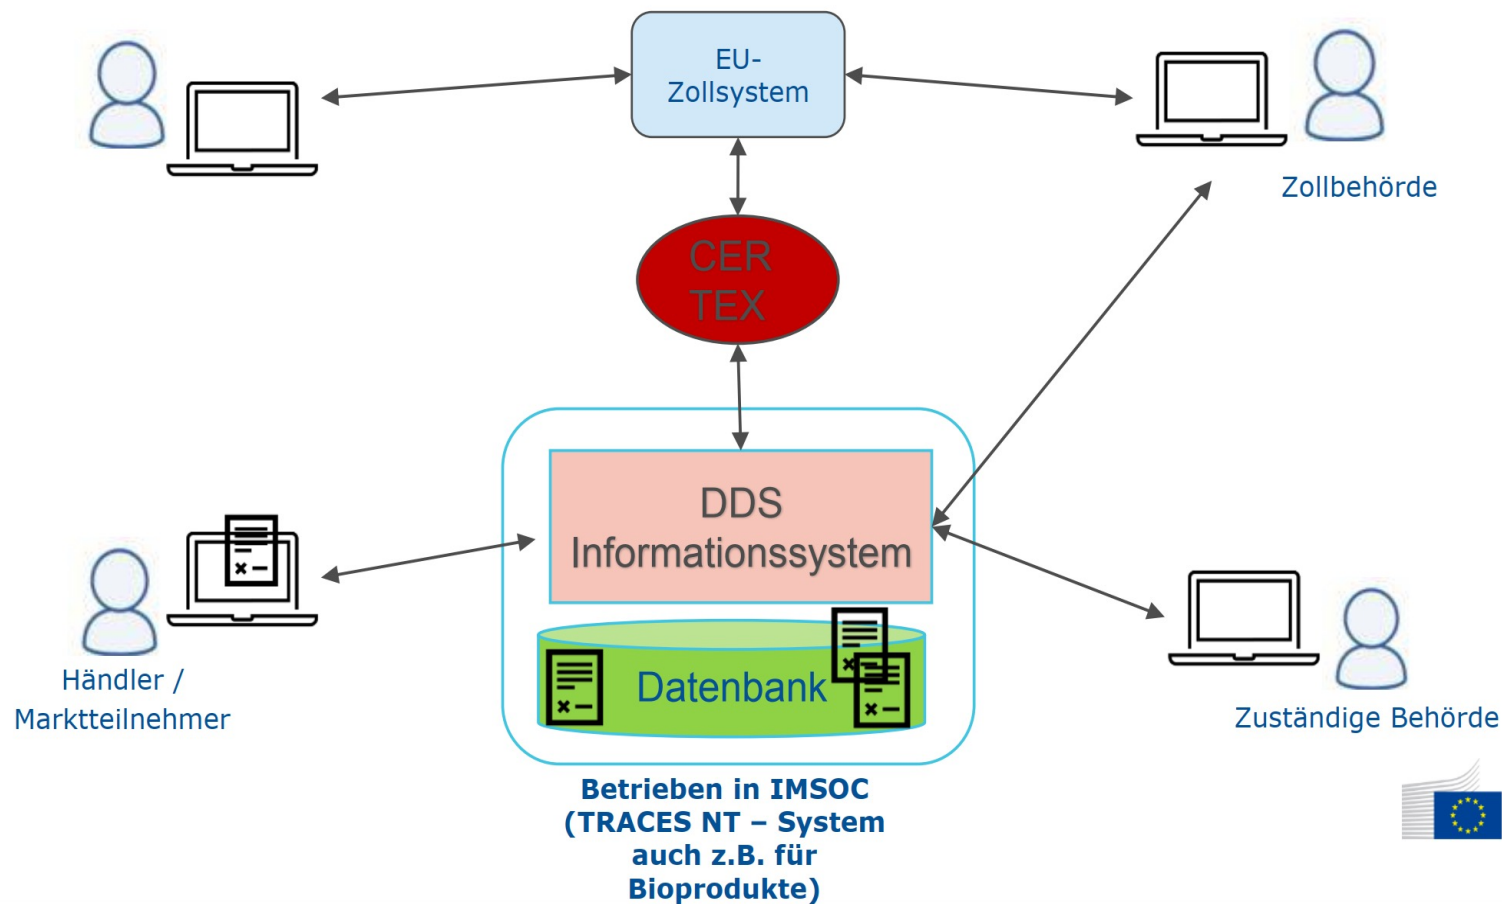 EU-
Zollsystem
Zollbehörde
CER
TEX
DDS
Informationssystem
Datenbank
Händler /
Marktteilnehmer
Zuständige Behörde
Betrieben in IMSOC
(TRACES NT – System
auch z.B. für
Bioprodukte)